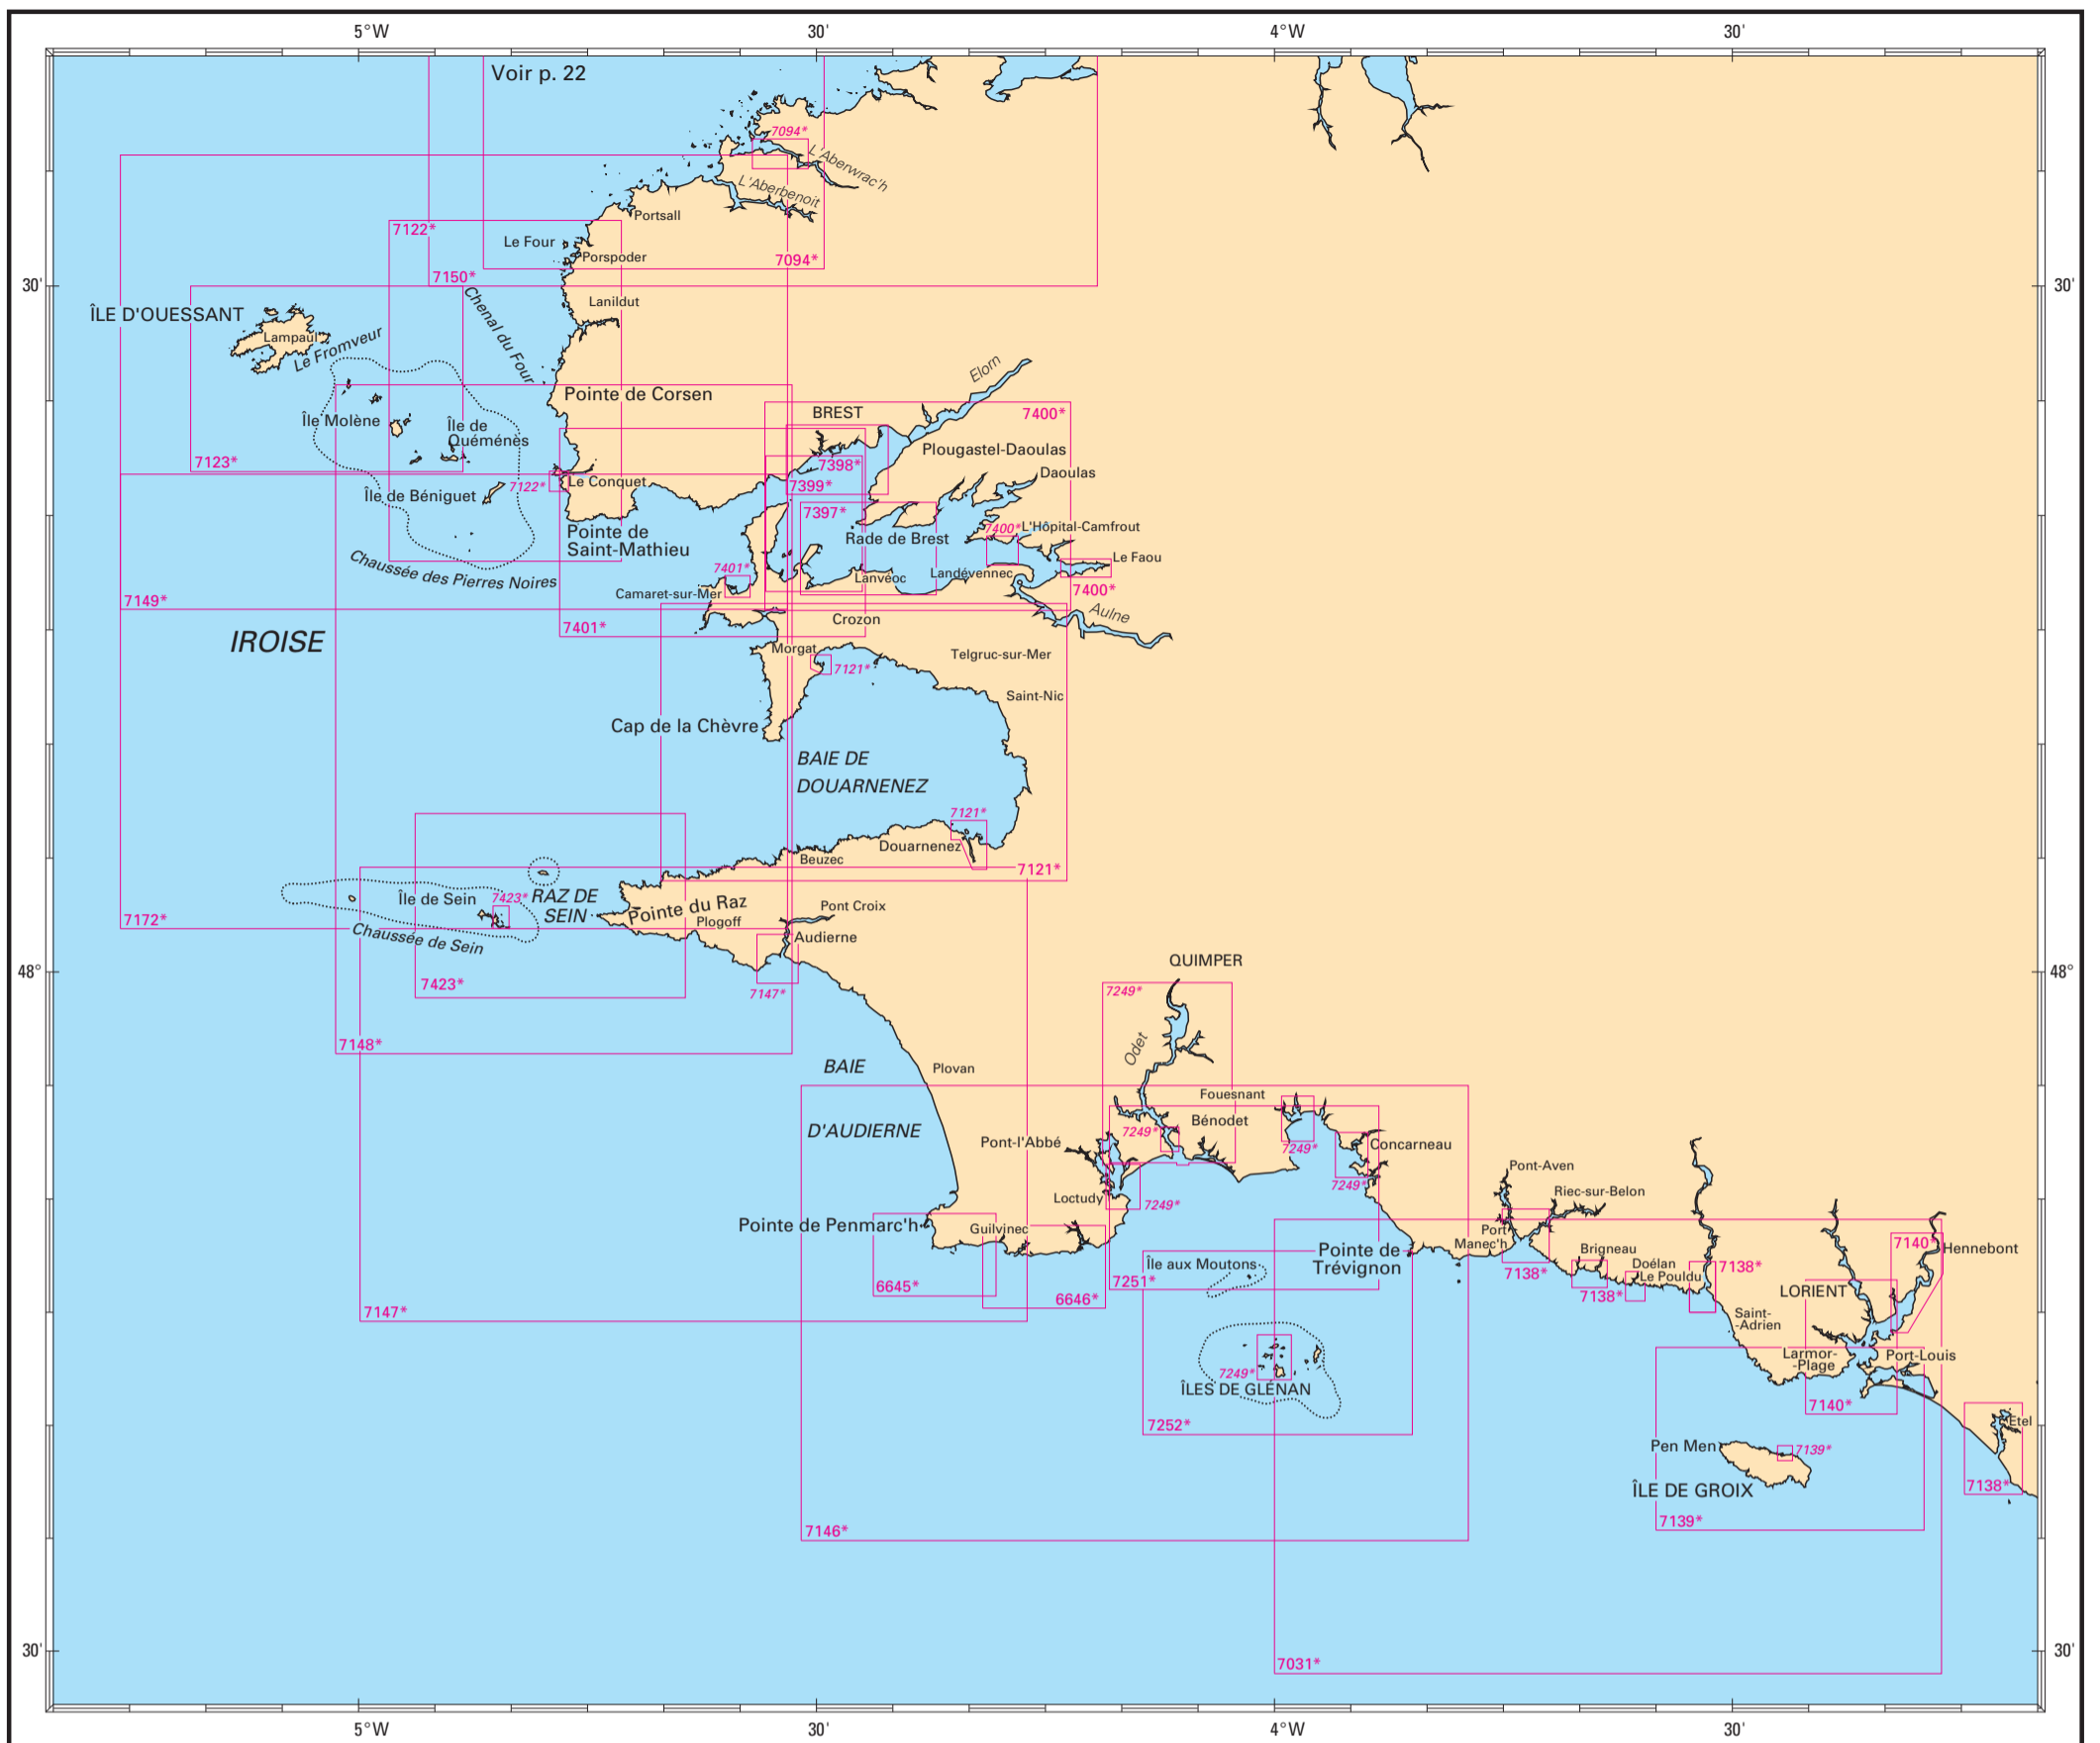 5°W
30'
4°W
30'
Voir p. 22
7094*
L'Aberwrac'h
L'Aberbenoit
Portsall
7122*
Le Four
Porspoder
7094*
7150*
30'
30'
Chenal du Four
Lanildut
ÎLE D'OUESSANT
Lampaul
Le Fromveur
Elorn
Pointe de Corsen
BREST
7400*
Île Molène
Île de
Quéménès
Plougastel-Daoulas
7123*
7398*
Daoulas
Le Conquet
7122*
7399*
Île de Béniguet
7397*
7400*
L'Hôpital-Camfrout
Pointe de
Saint-Mathieu
Rade de Brest
Le Faou
Chaussée des Pierres Noires
7401*
Lanvéoc
Landévennec
7400*
Camaret-sur-Mer
7149*
Aulne
Crozon
7401*
IROISE
Morgat
7121*
Telgruc-sur-Mer
Saint-Nic
Cap de la Chèvre
BAIE DE
DOUARNENEZ
7121*
Douarnenez
Beuzec
7121*
Île de Sein
7423*
RAZ DE
SEIN
Pointe du Raz
Pont Croix
7172*
Plogoff
Audierne
Chaussée de Sein
QUIMPER
48°
48°
7423*
7147*
7249*
7148*
Odet
BAIE
Plovan
Fouesnant
D'AUDIERNE
7249*
Bénodet
Pont-l'Abbé
7249*
Concarneau
Pont-Aven
7249*
Riec-sur-Belon
Loctudy
7249*
Pointe de Penmarc'h
Guilvinec
Port
Manec'h
Pointe de
Trévignon
Brigneau
7140*
Hennebont
Île aux Moutons
Doélan
7138*
7138*
7251*
Le Pouldu
6645*
7138*
LORIENT
6646*
Saint-
-Adrien
7147*
Larmor-
-Plage
Port-Louis
7249*
ÎLES DE GLÉNAN
7140*
7252*
Etel
Pen Men
7139*
7138*
ÎLE DE GROIX
7139*
7146*
30'
30'
7031*
5°W
30'
4°W
30'